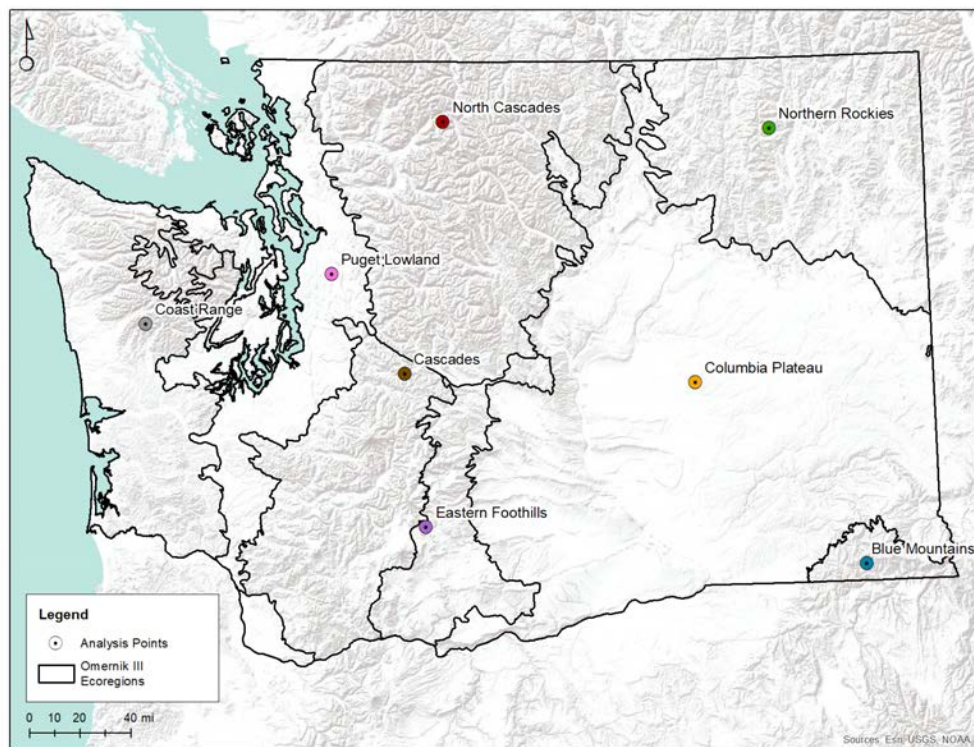 North Cascades
Northern Rockies
Puget Lowland
Coast Range
Cascades
Columbia Plateau
Eastern Foothills
Blue Mountains
Legend
Analysis Points
Omernik III
Ecoregions
0 10 20 40 mi
Sources: Esri, USGS, NOAA